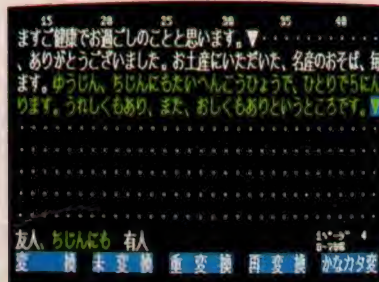 15 20 25 30 35 40
ますご健康でお過ごしのことと思います。▼
、ありがとうございました。お土産にいただいた、名産のおそば、毎
ます。ゆうじん、ちじんにもたいへんこうひょうで、ひとりで5にん
ります。うれしくもあり、また、おしくもありというところです。▼
友人、ちじんにも 有人
ページ 4
変 換 未変換 重変換 再変換 かなカタ変